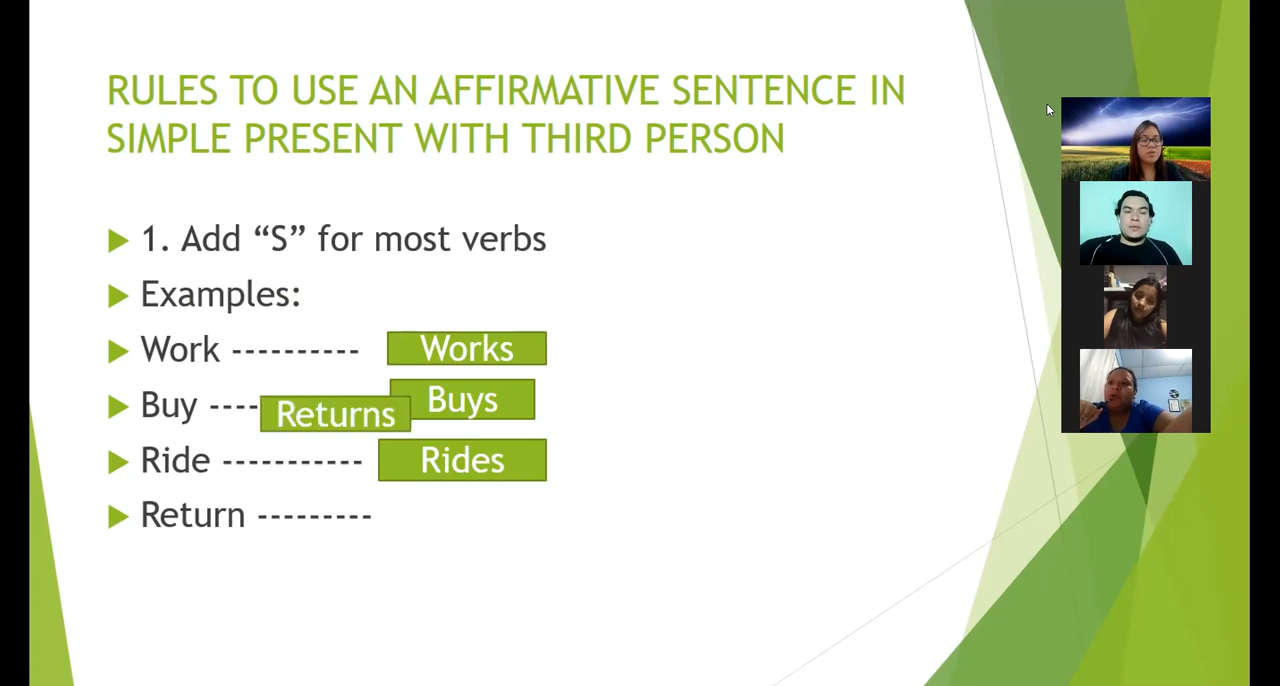 RULES TO USE AN AFFIRMATIVE SENTENCE IN
SIMPLE PRESENT WITH THIRD PERSON
1. Add “S” for most verbs
Examples:
Work ---------- Works
Buy ---- Returns Buys
Ride ----------- Rides
Return ---------